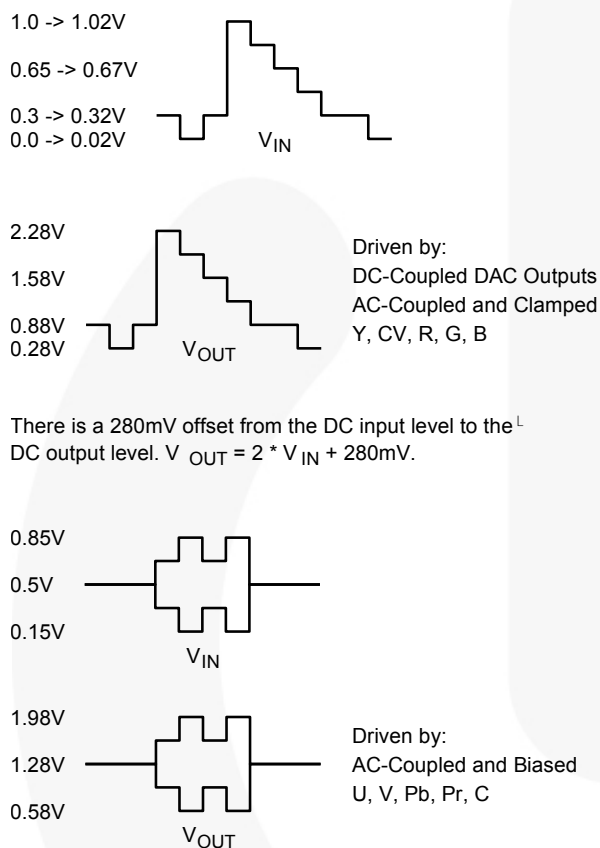 1.0 -> 1.02V
0.65 -> 0.67V
0.3 -> 0.32V
0.0 -> 0.02V
VIN
2.28V
1.58V
0.88V
0.28V
VOUT
Driven by:
DC-Coupled DAC Outputs
AC-Coupled and Clamped
Y, CV, R, G, B
There is a 280mV offset from the DC input level to the
DC output level. V OUT = 2 * V IN + 280mV.
0.85V
0.5V
0.15V
VIN
1.98V
1.28V
0.58V
VOUT
Driven by:
AC-Coupled and Biased
U, V, Pb, Pr, C